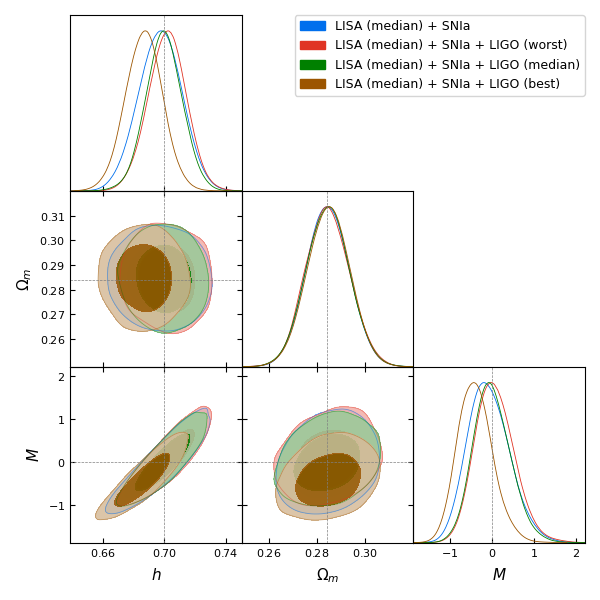 LISA (median) + SNIa
LISA (median) + SNIa + LIGO (worst)
LISA (median) + SNIa + LIGO (median)
LISA (median) + SNIa + LIGO (best)
0.31
0.30
0.29
0.28
0.27
0.26
Ωm
2
1
0
−1
M
0.66 0.70 0.74
h
0.26 0.28 0.30
Ωm
−1 0 1 2
M